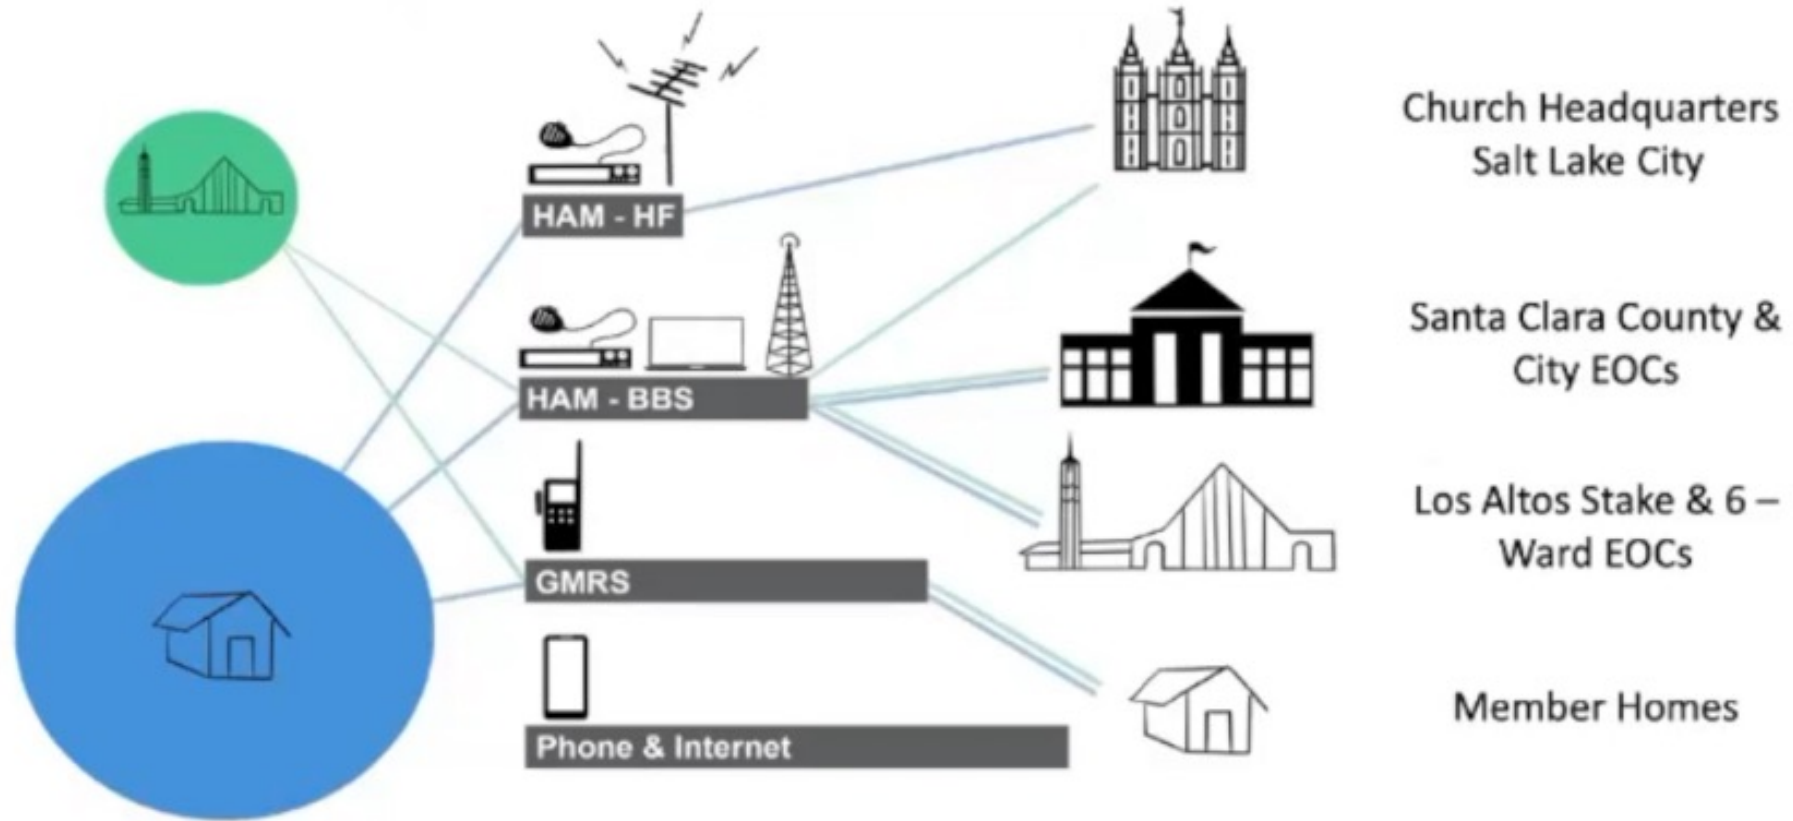 HAM - HF
HAM - BBS
GMRS
Phone & Internet
Church Headquarters
Salt Lake City
Santa Clara County &
City EOCs
Los Altos Stake & 6 –
Ward EOCs
Member Homes